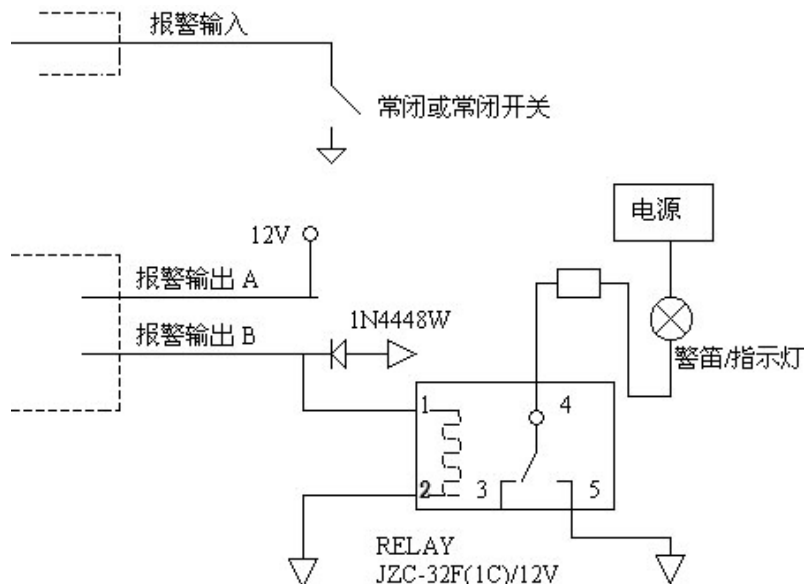 报警输入
常闭或常闭开关
电源
12V
报警输出 A
1N4448W
报警输出 B
警笛/指示灯
1
4
2
3
5
RELAY
JZC-32F(1C)/12V